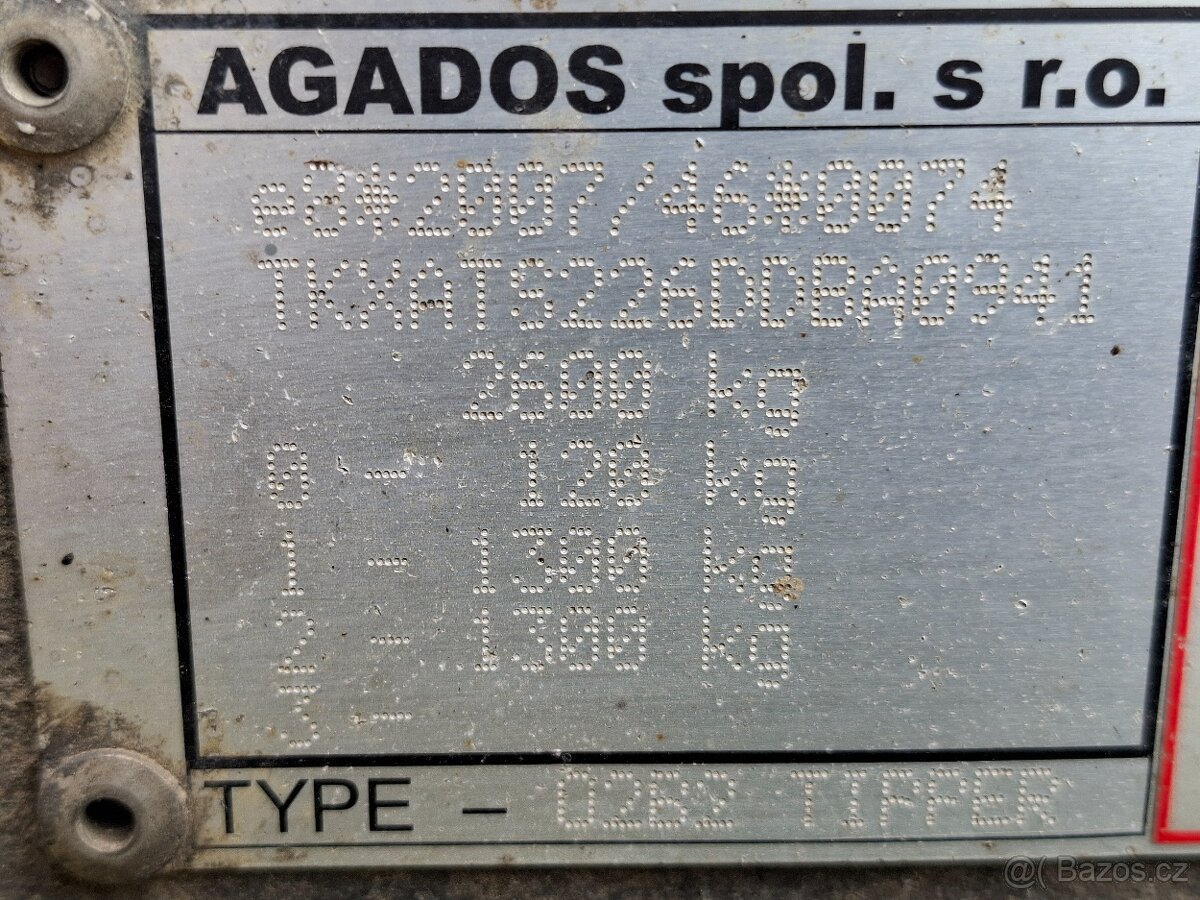 AGADOS spol. s r.o.
e8*2007/46*0074
TKXATS226DDBA0941
2600 kg
0 - 120 kg
1 - 1300 kg
2 - 1300 kg
3 -
TYPE - O2B2 TIPPER
@( Bazos.cz